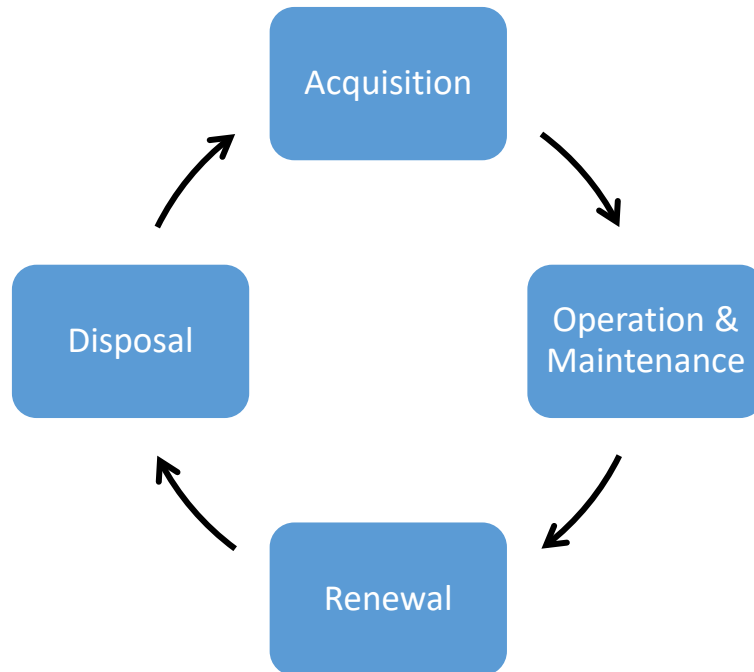 Acquisition
Operation &
Maintenance
Renewal
Disposal